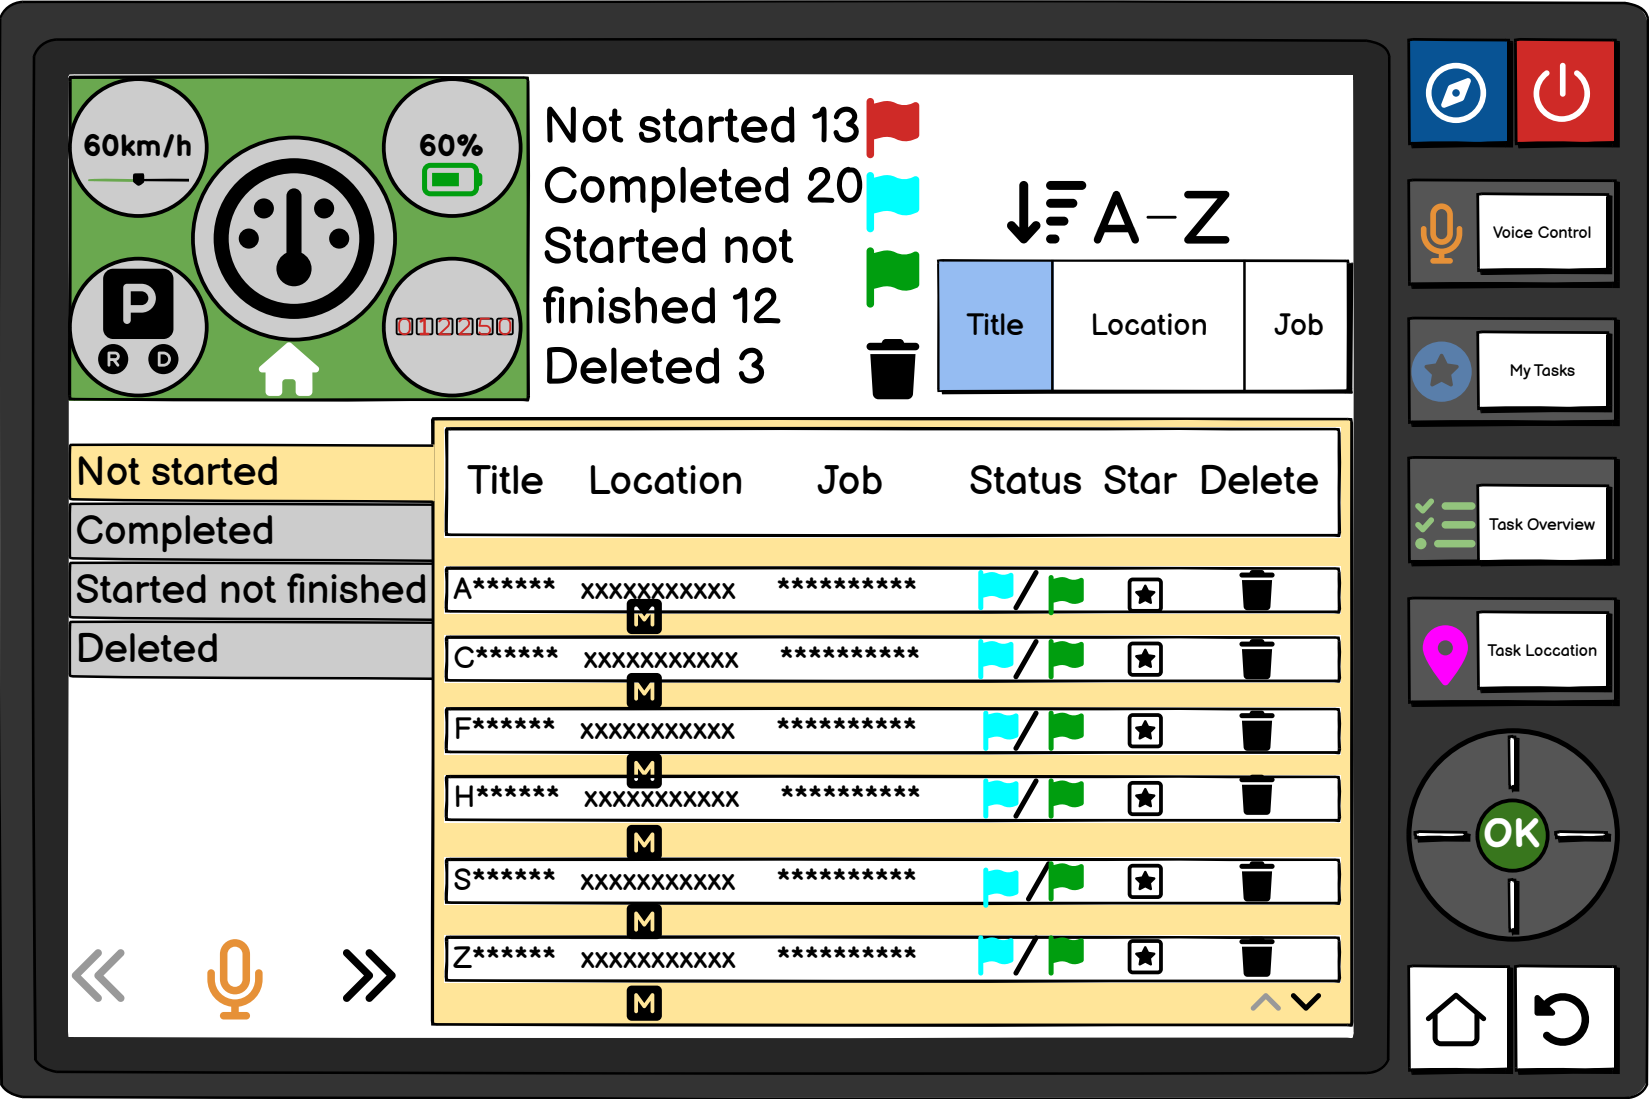 60km/h
60%
P
R D
012250
Not started 13
Completed 20
Started not
finished 12
Deleted 3
A-Z
Title Location Job
Not started
Completed
Started not finished
Deleted
Title Location Job Status Star Delete
A****** xxxxxxxxxxx ********** /
M
C****** xxxxxxxxxxx ********** /
M
F****** xxxxxxxxxxx ********** /
M
H****** xxxxxxxxxxx ********** /
M
S****** xxxxxxxxxxx ********** /
M
Z****** xxxxxxxxxxx ********** /
M
Voice Control
My Tasks
Task Overview
Task Loccation
OK